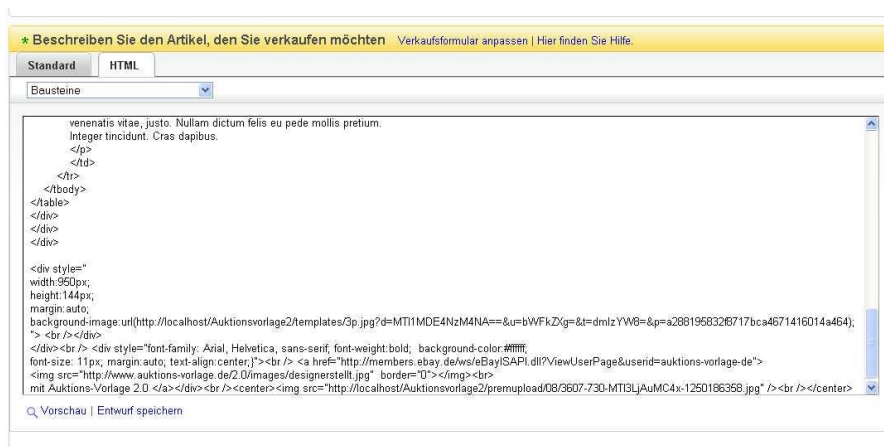 * Beschreiben Sie den Artikel, den Sie verkaufen möchten Verkaufsformular anpassen | Hier finden Sie Hilfe.
Standard HTML
Bausteine
venenatis vitae, justo. Nullam dictum felis eu pede mollis pretium.
Integer tincidunt. Cras dapibus.
</p>
</td>
</tr>
</tbody>
</table>
</div>
</div>
</div>
<div style="
width:950px;
height:144px;
margin:auto;
background-image:url(http://localhost/Auktionsvorlage2/templates/3p.jpg?d=MTI1MDE4NzM4NA==&u=bWFkZXg=&t=dmlzYW8=&p=a288195832f8717bca4671416014a464);
"> <br /></div>
</div><br /> <div style="font-family: Arial, Helvetica, sans-serif; font-weight:bold; background-color:#ffffff;
font-size: 11px; margin:auto; text-align:center;}"><br /> <a href="http://members.ebay.de/ws/eBayISAPI.dll?ViewUserPage&userid=auktions-vorlage-de">
<img src="http://www.auktions-vorlage.de/2.0/images/designerstellt.jpg" border="0"></img><br>
mit Auktions-Vorlage 2.0 </a></div><br /><center><img src="http://localhost/Auktionsvorlage2/premupload/08/3607-730-MTI3LjAuMC4x-1250186358.jpg" /><br /></center>
Vorschau | Entwurf speichern